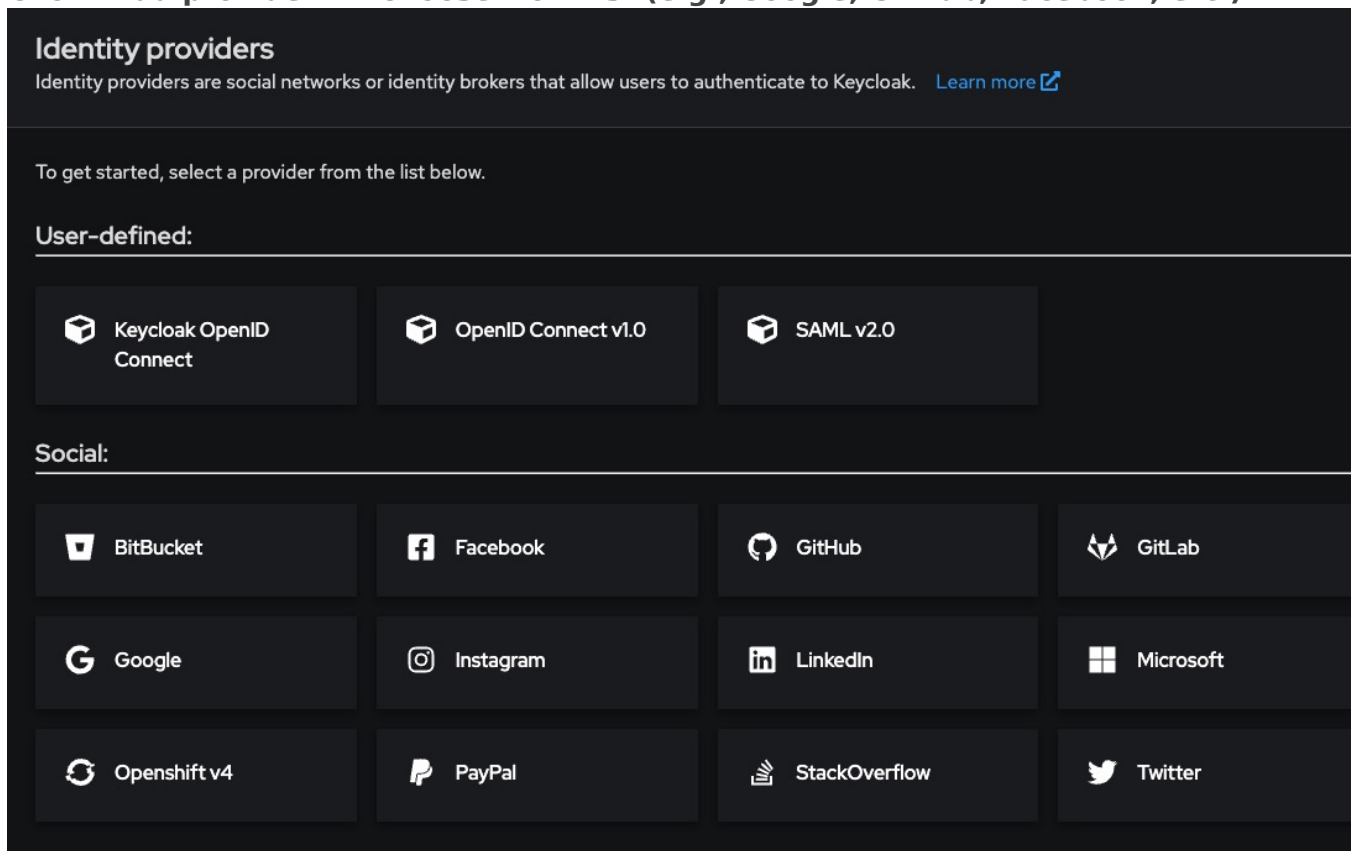 Identity providers
Identity providers are social networks or identity brokers that allow users to authenticate to Keycloak. Learn more
To get started, select a provider from the list below.
User-defined:
Keycloak OpenID
Connect
OpenID Connect v1.0
SAML v2.0
Social:
BitBucket
Facebook
GitHub
GitLab
Google
Instagram
LinkedIn
Microsoft
Openshift v4
PayPal
StackOverflow
Twitter